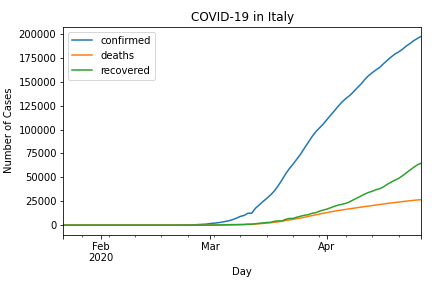 COVID-19 in Italy
confirmed
deaths
recovered
200000
175000
150000
125000
100000
75000
50000
25000
0
Number of Cases
Feb
2020
Mar
Apr
Day